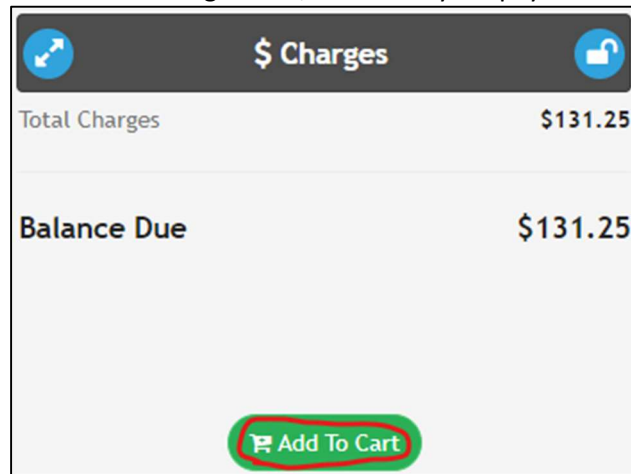 $ Charges
Total Charges $131.25
Balance Due $131.25
Add To Cart